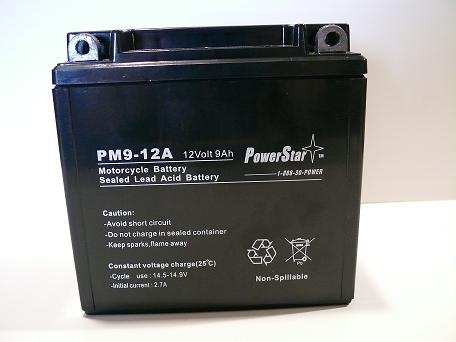 PM9-12A 12Volt 9Ah
Motorcycle Battery
Sealed Lead Acid Battery
PowerStar TM
1-888-30-POWER
Caution:
-Avoid short circuit
-Do not charge in sealed container
-Keep sparks,flame away
Constant voltage charge(25℃)
-Cycle use : 14.5-14.9V
-Initial current : 2.7A
Pb
Non-Spillable